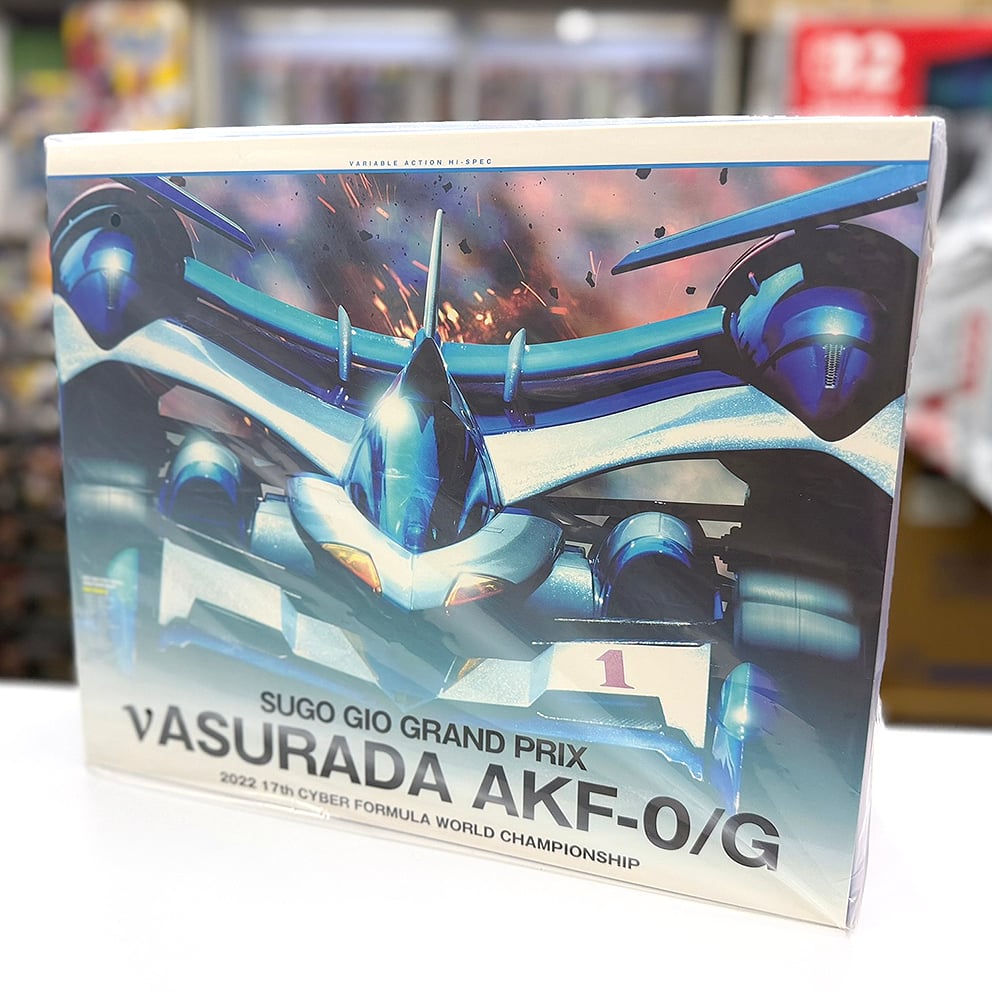 VARIABLE ACTION Hi-SPEC
1
SUGO GIO GRAND PRIX
νASURADA AKF-0/G
2022 17th CYBER FORMULA WORLD CHAMPIONSHIP